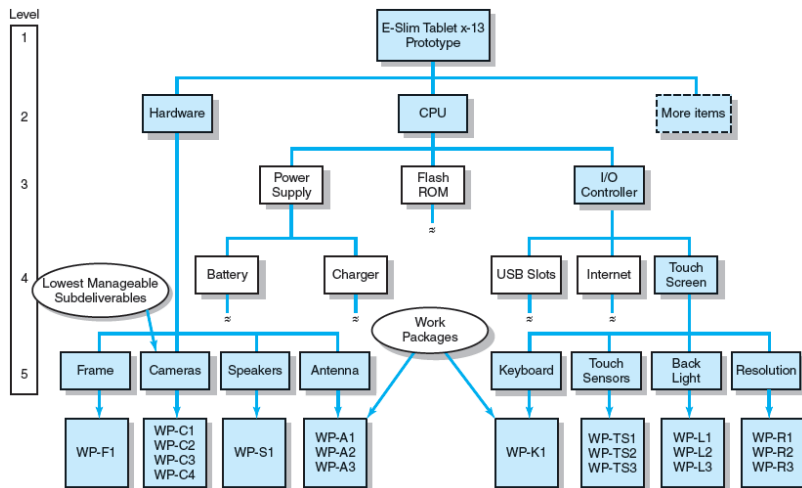 Level
1
E-Slim Tablet x-13
Prototype
2
Hardware
CPU
More items
3
Power
Supply
Flash
ROM
I/O
Controller
4
Battery
Charger
USB Slots
Internet
Touch
Screen
Lowest Manageable
Subdeliverables
Work
Packages
5
Frame
Cameras
Speakers
Antenna
Keyboard
Touch
Sensors
Back
Light
Resolution
WP-F1
WP-C1
WP-C2
WP-C3
WP-C4
WP-S1
WP-A1
WP-A2
WP-A3
WP-K1
WP-TS1
WP-TS2
WP-TS3
WP-L1
WP-L2
WP-L3
WP-R1
WP-R2
WP-R3